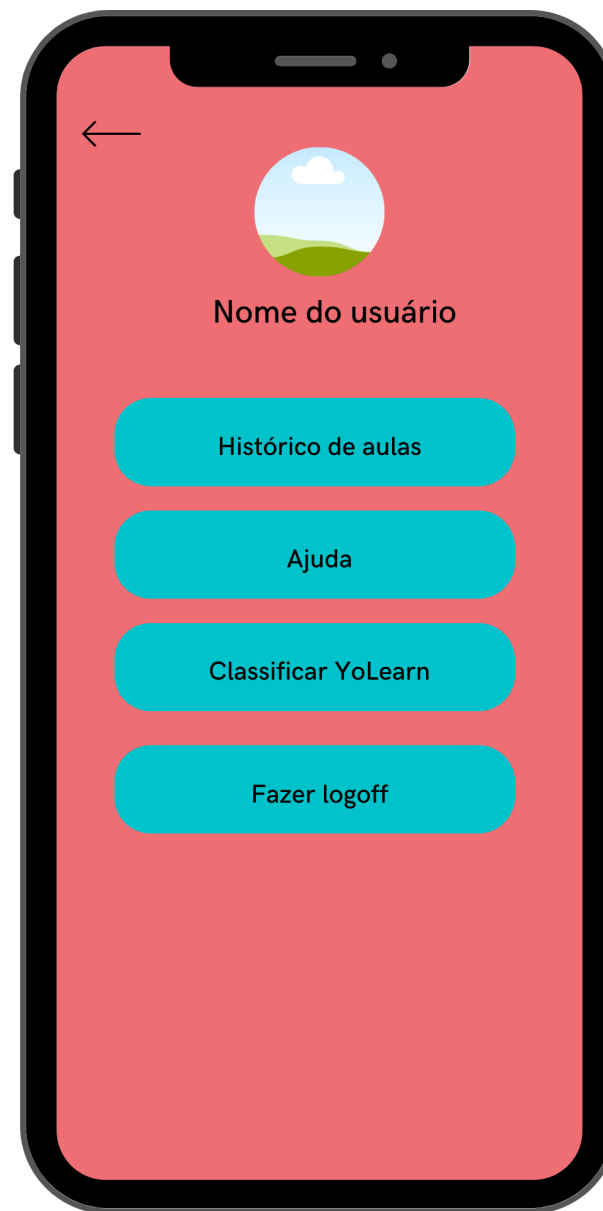 Nome do usuário
Histórico de aulas
Ajuda
Classificar YoLearn
Fazer logoff